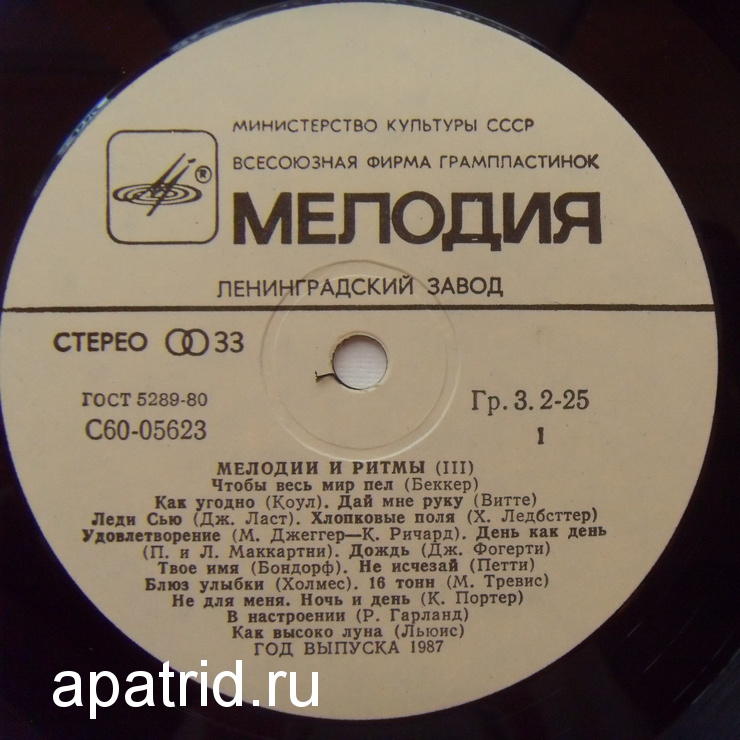 МИНИСТЕРСТВО КУЛЬТУРЫ СССР
ВСЕСОЮЗНАЯ ФИРМА ГРАМПЛАСТИНОК
®
МЕЛОДИЯ
ЛЕНИНГРАДСКИЙ ЗАВОД
СТЕРЕО 33
ГОСТ 5289-80
С60-05623
Гр. 3. 2-25
1
МЕЛОДИИ И РИТМЫ (III)
Чтобы весь мир пел (Беккер)
Как угодно (Коул). Дай мне руку (Витте)
Леди Сью (Дж. Ласт). Хлопковые поля (Х. Ледбсттер)
Удовлетворение (М. Джеггер—К. Ричард). День как день
(П. и Л. Маккартни). Дождь (Дж. Фогерти)
Твое имя (Бондорф). Не исчезай (Петти)
Блюз улыбки (Холмес). 16 тонн (М. Тревис)
Не для меня. Ночь и день (К. Портер)
В настроении (Р. Гарланд)
Как высоко луна (Льюис)
ГОД ВЫПУСКА 1987
apatrid.ru